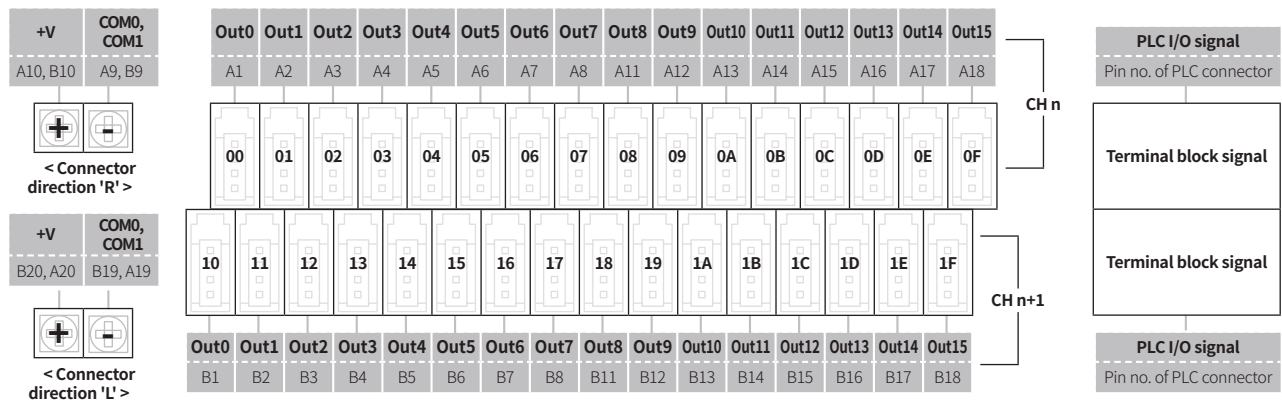 +V COM0, COM1
A10, B10 A9, B9
+ -
< Connector direction 'R' >
Out0 Out1 Out2 Out3 Out4 Out5 Out6 Out7 Out8 Out9 Out10 Out11 Out12 Out13 Out14 Out15
A1 A2 A3 A4 A5 A6 A7 A8 A11 A12 A13 A14 A15 A16 A17 A18
00 01 02 03 04 05 06 07 08 09 0A 0B 0C 0D 0E 0F
CH n
PLC I/O signal
Pin no. of PLC connector
Terminal block signal
+V COM0, COM1
B20, A20 B19, A19
+ -
< Connector direction 'L' >
10 11 12 13 14 15 16 17 18 19 1A 1B 1C 1D 1E 1F
Out0 Out1 Out2 Out3 Out4 Out5 Out6 Out7 Out8 Out9 Out10 Out11 Out12 Out13 Out14 Out15
B1 B2 B3 B4 B5 B6 B7 B8 B11 B12 B13 B14 B15 B16 B17 B18
CH n+1
Terminal block signal
PLC I/O signal
Pin no. of PLC connector